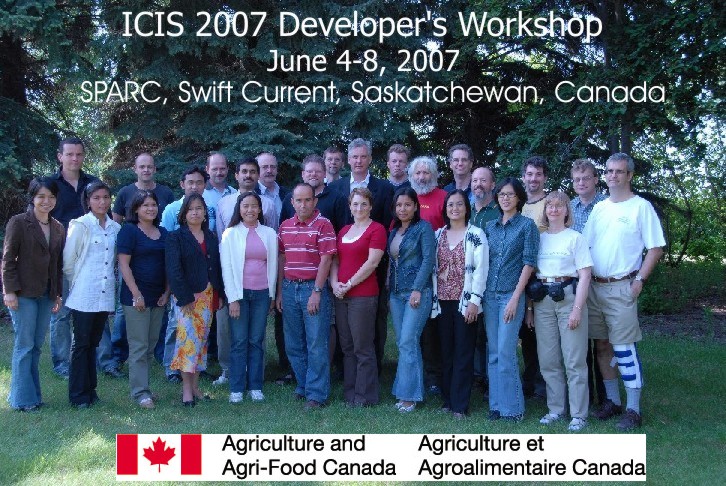 ICIS 2007 Developer's Workshop
June 4-8, 2007
SPARC, Swift Current, Saskatchewan, Canada
Agriculture and
Agri-Food Canada
Agriculture et
Agroalimentaire Canada